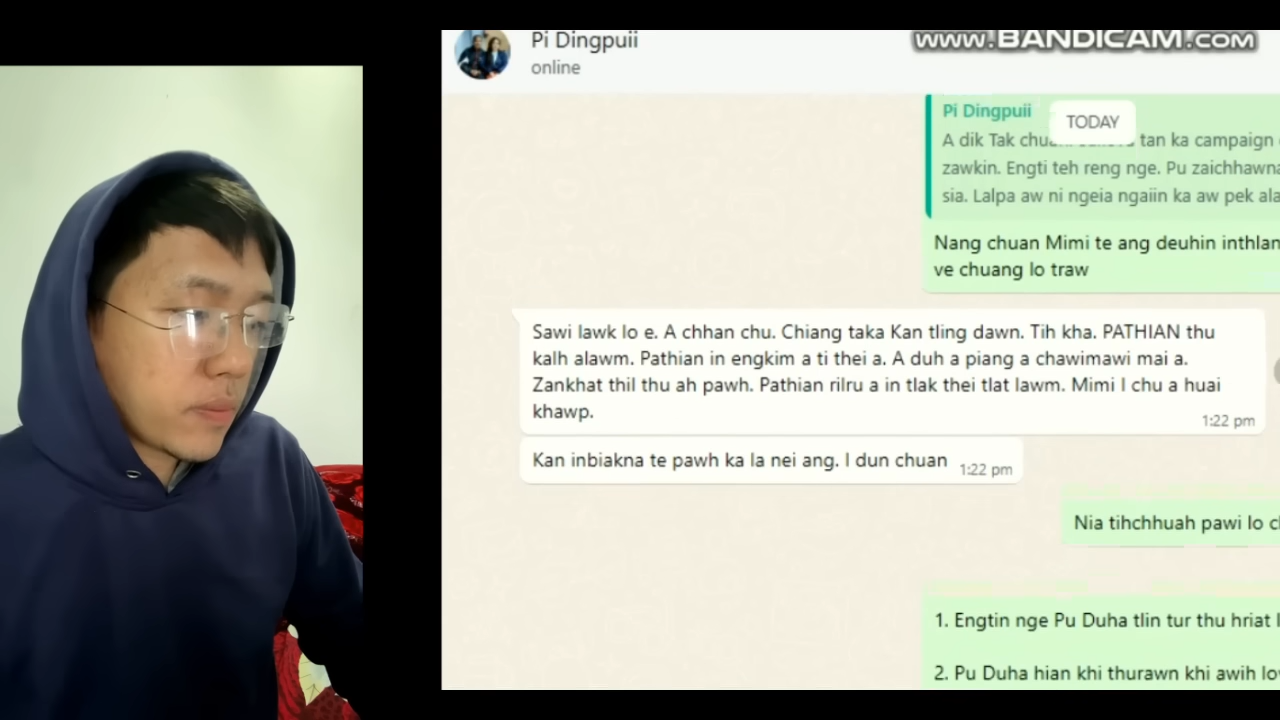 Pi Dingpuii
online
www.BANDICAM.com
Pi Dingpuii
TODAY
A dik Tak tan ka campaign
zawkin. Engti teh reng nge. Pu zaichhawna
sia. Lalpa aw ni ngeia ngaiin ka aw pek ala
Nang chuan Mimi te ang deuhin inthlan
ve chuang lo traw
Sawi lawk lo e. A chhan chu. Chiang taka Kan tling dawn. Tih kha. PATHIAN thu
kalh alawm. Pathian in engkim a ti thei a. A duh a piang a chawimawi mai a.
Zankhat thil thu ah pawh. Pathian rilru a in tlak thei tlat lawm. Mimi I chu a huai
khawp.
1:22 pm
Kan inbiakna te pawh ka la nei ang. I dun chuan 1:22 pm
Nia tihchhuah pawi lo
1. Engtin nge Pu Duha tlin tur thu hriat
2. Pu Duha hian khi thurawn khi awih